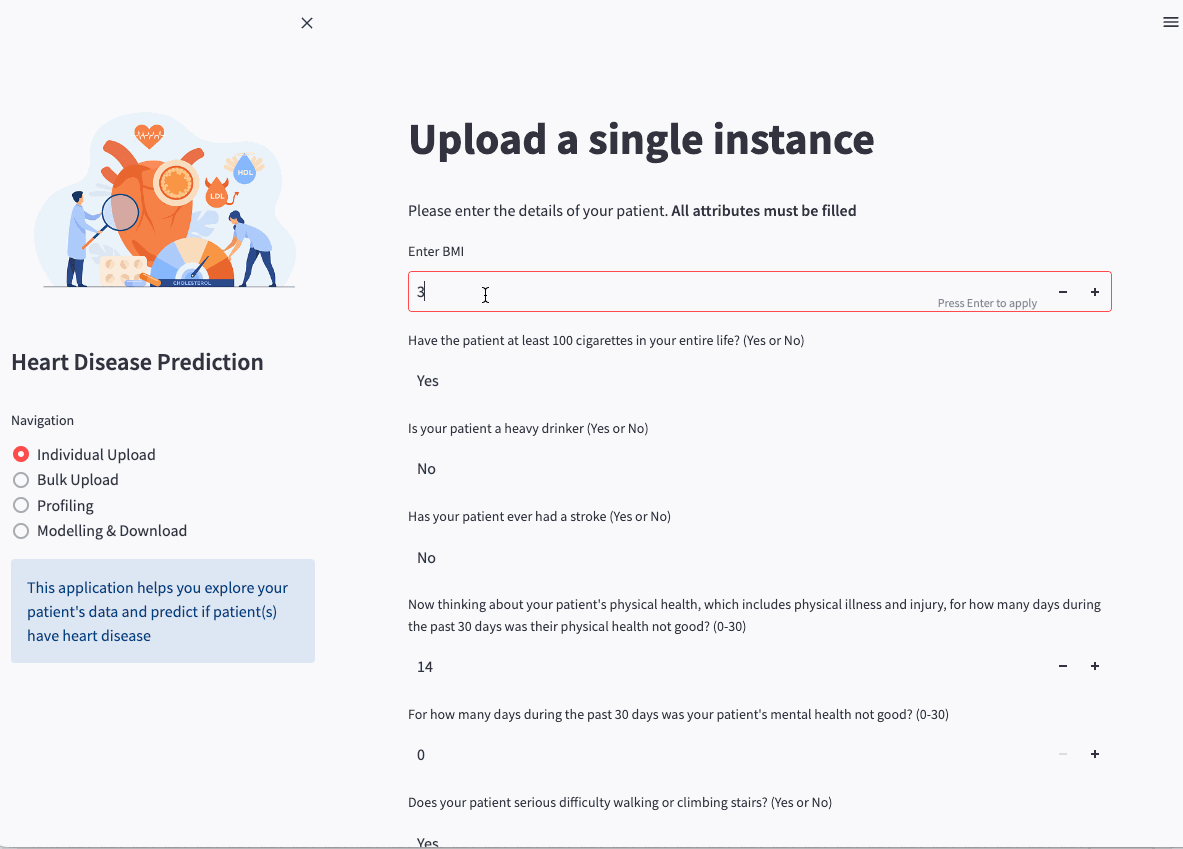 HDL
LDL
CHOLESTEROL
Heart Disease Prediction
Navigation
Individual Upload
Bulk Upload
Profiling
Modelling & Download
This application helps you explore your
patient's data and predict if patient(s)
have heart disease
Upload a single instance
Please enter the details of your patient. All attributes must be filled
Enter BMI
3
Press Enter to apply
Have the patient at least 100 cigarettes in your entire life? (Yes or No)
Yes
Is your patient a heavy drinker (Yes or No)
No
Has your patient ever had a stroke (Yes or No)
No
Now thinking about your patient's physical health, which includes physical illness and injury, for how many days during
the past 30 days was their physical health not good? (0-30)
14
For how many days during the past 30 days was your patient's mental health not good? (0-30)
0
Does your patient serious difficulty walking or climbing stairs? (Yes or No)
Yes